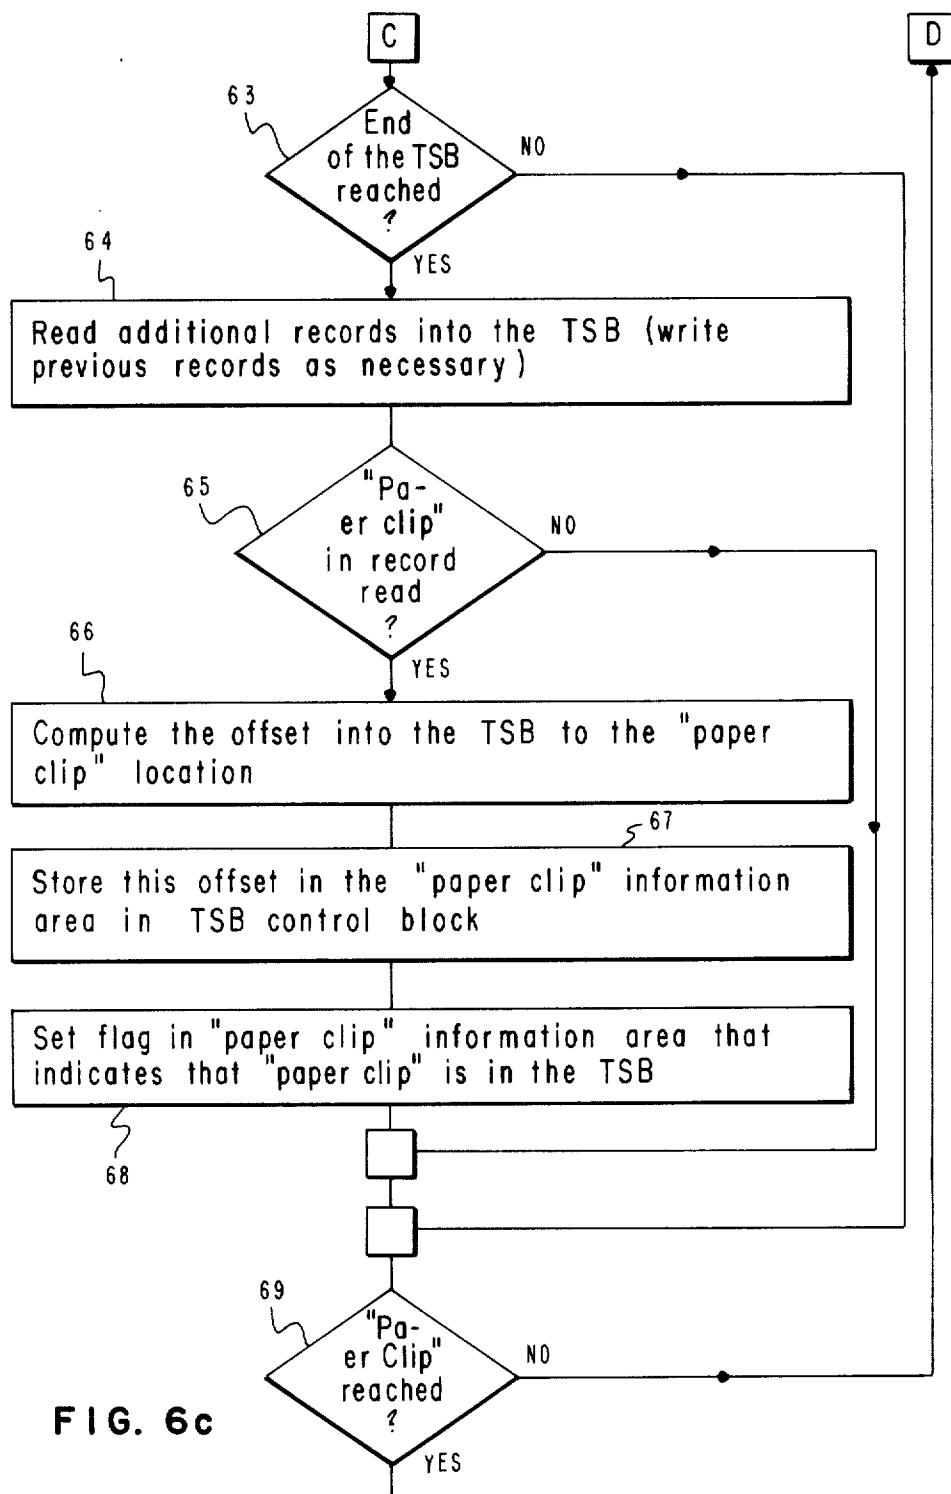 C
D
63
End
of the TSB
reached
?
NO
YES
64
Read additional records into the TSB (write
previous records as necessary)
65
"Pa-
er clip"
in record
read
?
NO
YES
66
Compute the offset into the TSB to the "paper
clip" location
67
Store this offset in the "paper clip" information
area in TSB control block
Set flag in "paper clip" information area that
indicates that "paper clip" is in the TSB
68
69
"Pa-
er Clip"
reached
?
NO
YES
FIG. 6c